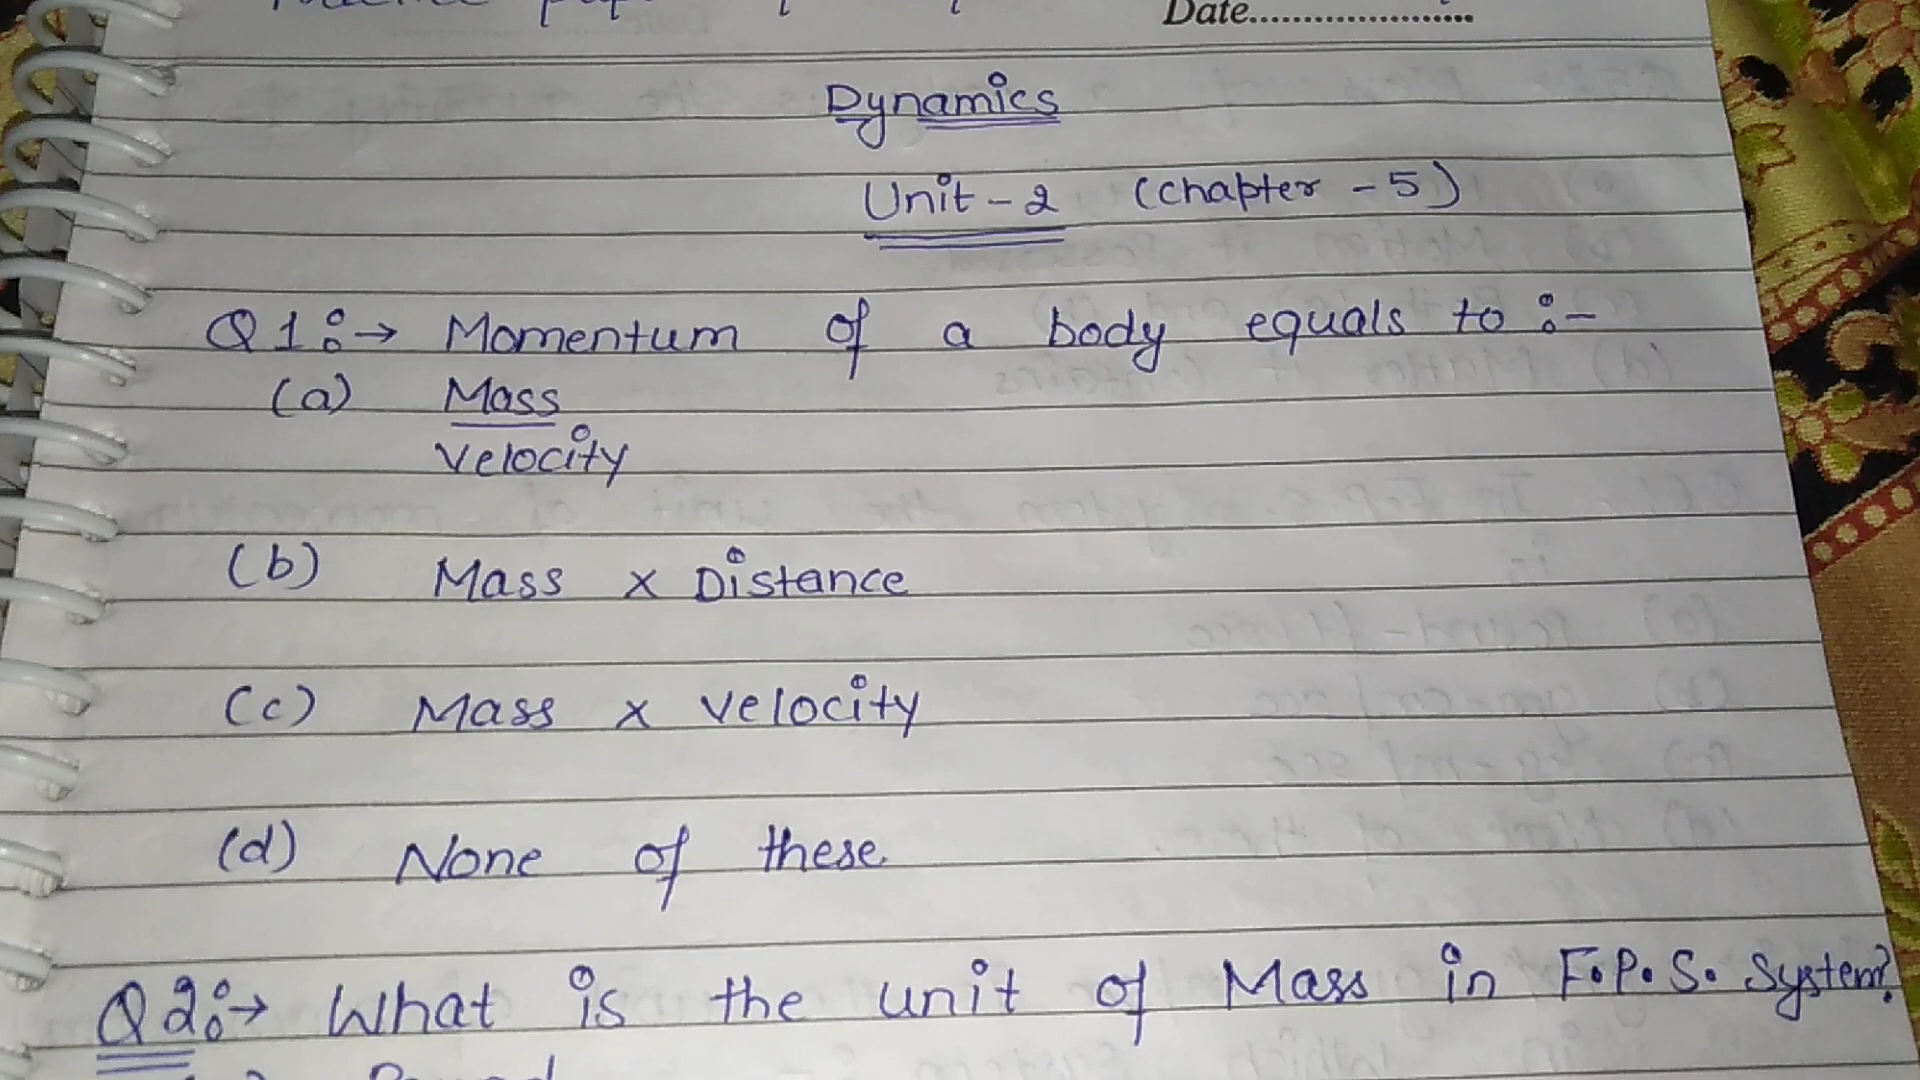 Date......................
Dynamics
Unit-2 (chapter-5)
Q1:→ Momentum of a body equals to :-
(a) Mass
Velocity
(b) Mass x Distance
(c) Mass x velocity
(d) None of these
Q2:→ What is the unit of Mass in F.P.S. System?